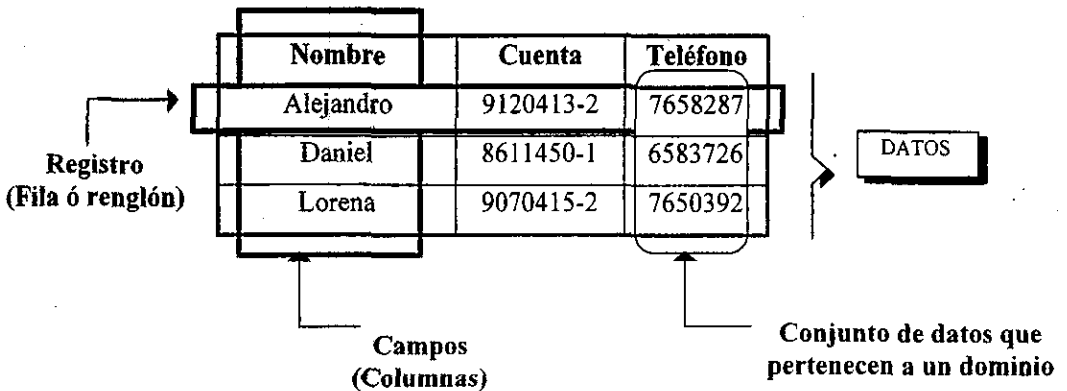 Nombre Cuenta Teléfono
Alejandro 9120413-2 7658287
Daniel 8611450-1 6583726
Lorena 9070415-2 7650392
Registro
(Fila ó renglón)
DATOS
Campos
(Columnas)
Conjunto de datos que
pertenecen a un dominio